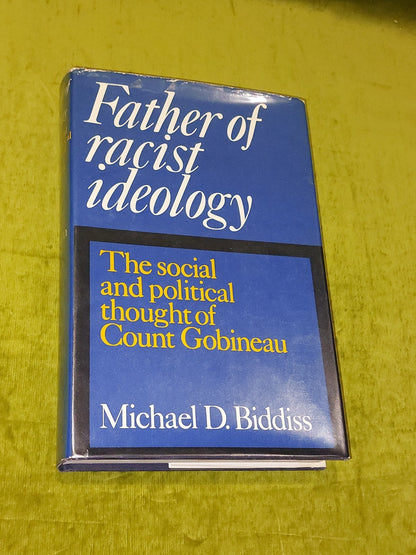 Father of
racist
ideology
The social
and political
thought of
Count Gobineau
Michael D. Biddiss